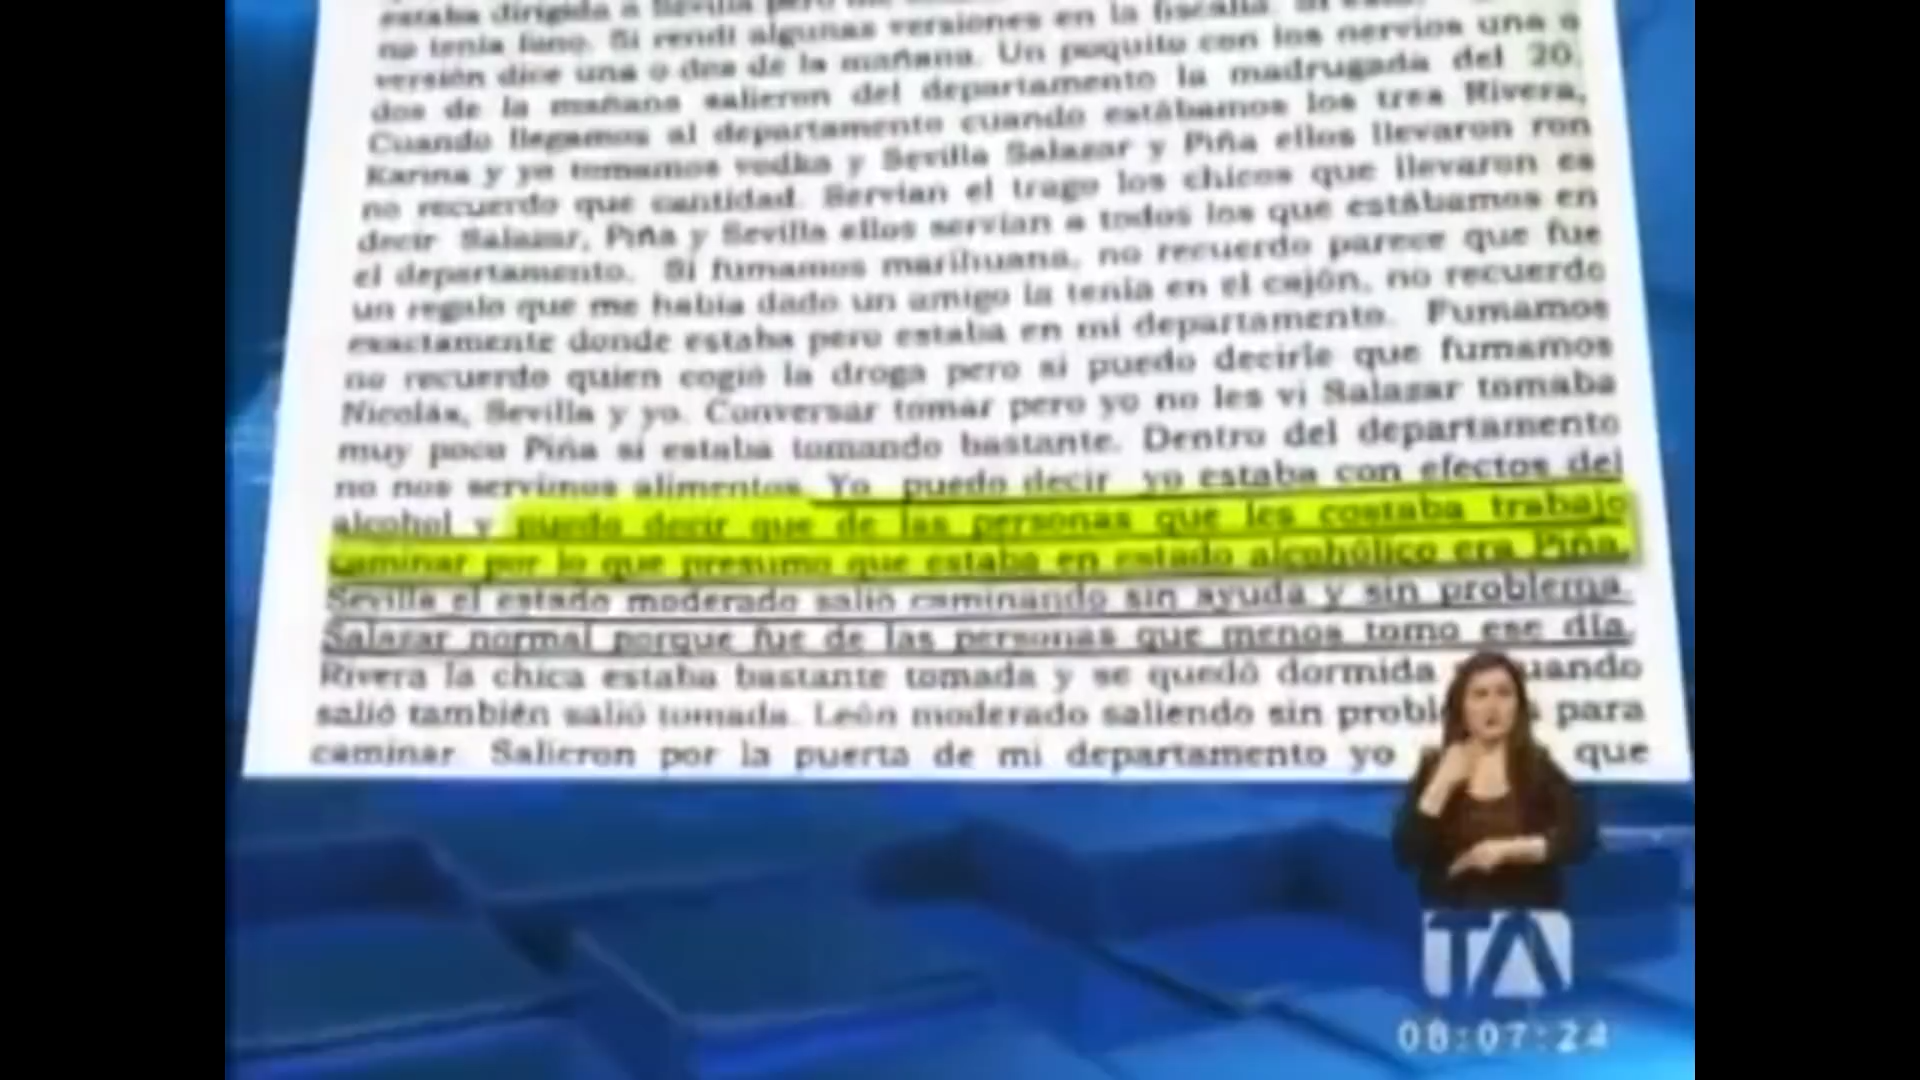 estaba dirigida a Sevilla pero
no tenia fono. Si rendí algunas versiones en la fiscalía. Si
versión dice una o dos de la mañana. Un poquito con los nervios una o
dos de la mañana salieron del departamento la madrugada del 20.
Cuando llegamos al departamento cuando estábamos los tres Rivera,
Karina y yo tomamos vodka y Sevilla Salazar y Piña ellos llevaron ron
no recuerdo que cantidad. Servian el trago los chicos que llevaron es
decir Salazar, Piña y Sevilla ellos servian a todos los que estábamos en
el departamento. Si fumamos marihuana, no recuerdo parece que fue
un regalo que me habia dado un amigo la tenía en el cajón, no recuerdo
exactamente donde estaba pero estaba en mi departamento. Fumamos
no recuerdo quien cogió la droga pero si puedo decirle que fumamos
Nicolás, Sevilla y yo. Conversar tomar pero yo no les vi Salazar tomaba
muy poco Piña si estaba tomando bastante. Dentro del departamento
no nos servimos alimentos. Yo puedo decir yo estaba con efectos del
alcohol y puedo decir que de las personas que les costaba trabajo
caminar por lo que presumo que estaba en estado alcohólico era Piña.
Sevilla el estado moderado salio caminando sin ayuda y sin problema.
Salazar normal porque fue de las personas que menos tomo ese día.
Rivera la chica estaba bastante tomada y se quedó dormida cuando
salió también salió tomada. León moderado saliendo sin para
caminar. Salieron por la puerta de mi departamento yo que
TA
08:07:24